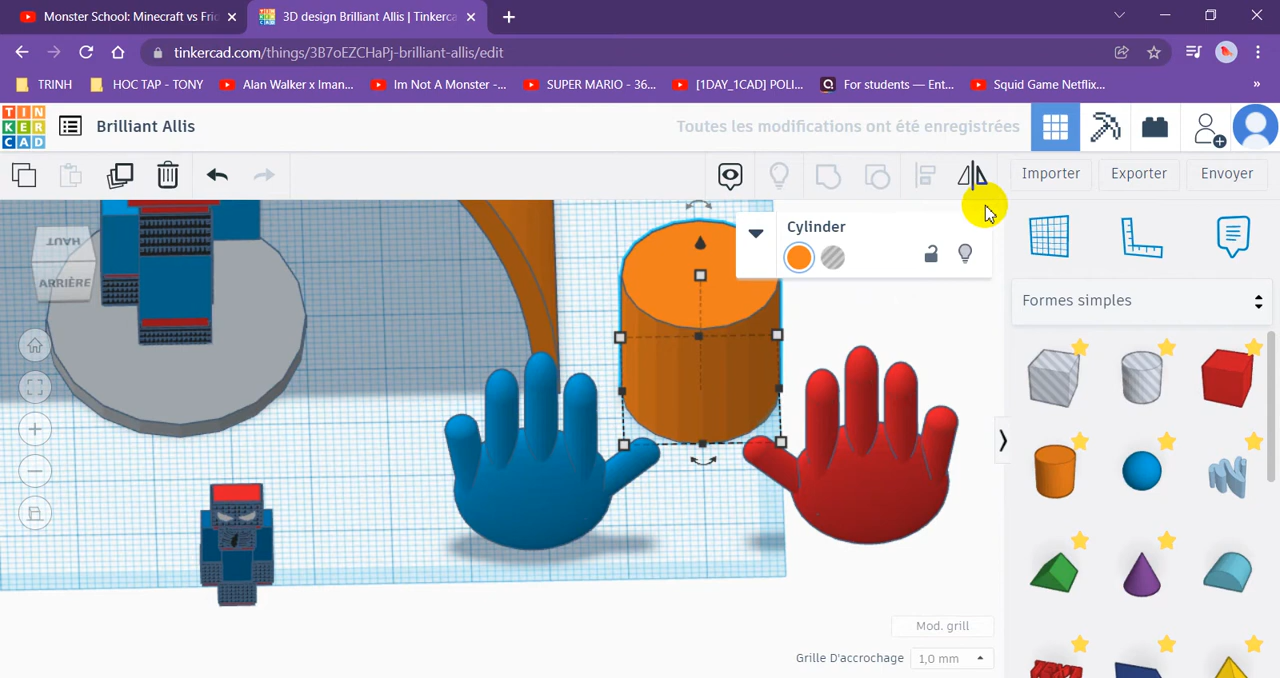 Monster School: Minecraft vs Fri
3D design Brilliant Allis | Tinkerca
tinkercad.com/things/3B7oEZCHaPj-brilliant-allis/edit
TRINH
HOC TAP - TONY
Alan Walker x Iman...
Im Not A Monster -...
SUPER MARIO - 36...
[1DAY_1CAD] POLI...
For students — Ent...
Squid Game Netflix...
TIN
KER
CAD
Brilliant Allis
Toutes les modifications ont été enregistrées
Importer
Exporter
Envoyer
Cylinder
HAUT
ARRIÈRE
Formes simples
Mod. grill
Grille D'accrochage
1,0 mm